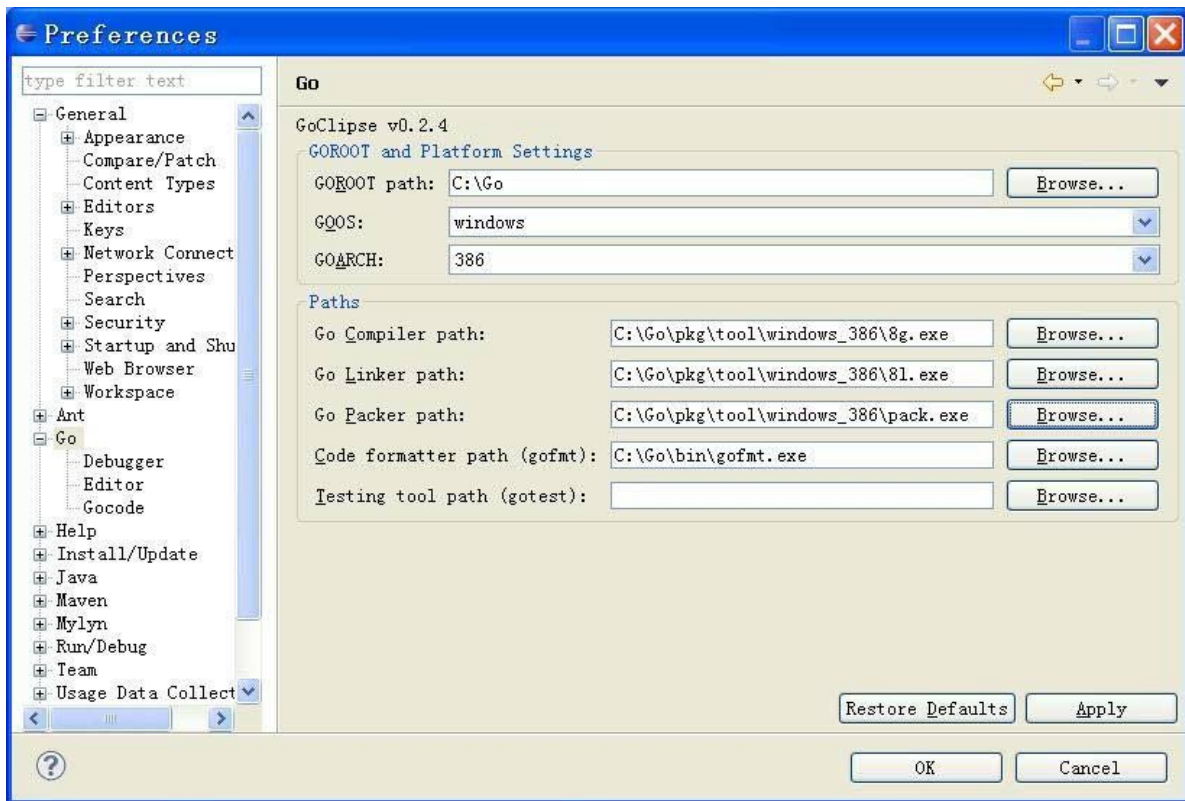 Preferences
type filter text
General
Appearance
Compare/Patch
Content Types
Editors
Keys
Network Connect
Perspectives
Search
Security
Startup and Shu
Web Browser
Workspace
Ant
Go
Debugger
Editor
Gocode
Help
Install/Update
Java
Maven
Mylyn
Run/Debug
Team
Usage Data Collect
Go
GoClipse v0.2.4
GOROOT and Platform Settings
GOROOT path: C:\Go Browse...
GOOS: windows
GOARCH: 386
Paths
Go Compiler path: C:\Go\pkg\tool\windows_386\8g.exe Browse...
Go Linker path: C:\Go\pkg\tool\windows_386\8l.exe Browse...
Go Packer path: C:\Go\pkg\tool\windows_386\pack.exe Browse...
Code formatter path (gofmt): C:\Go\bin\gofmt.exe Browse...
Testing tool path (gotest): Browse...
Restore Defaults Apply
? OK Cancel